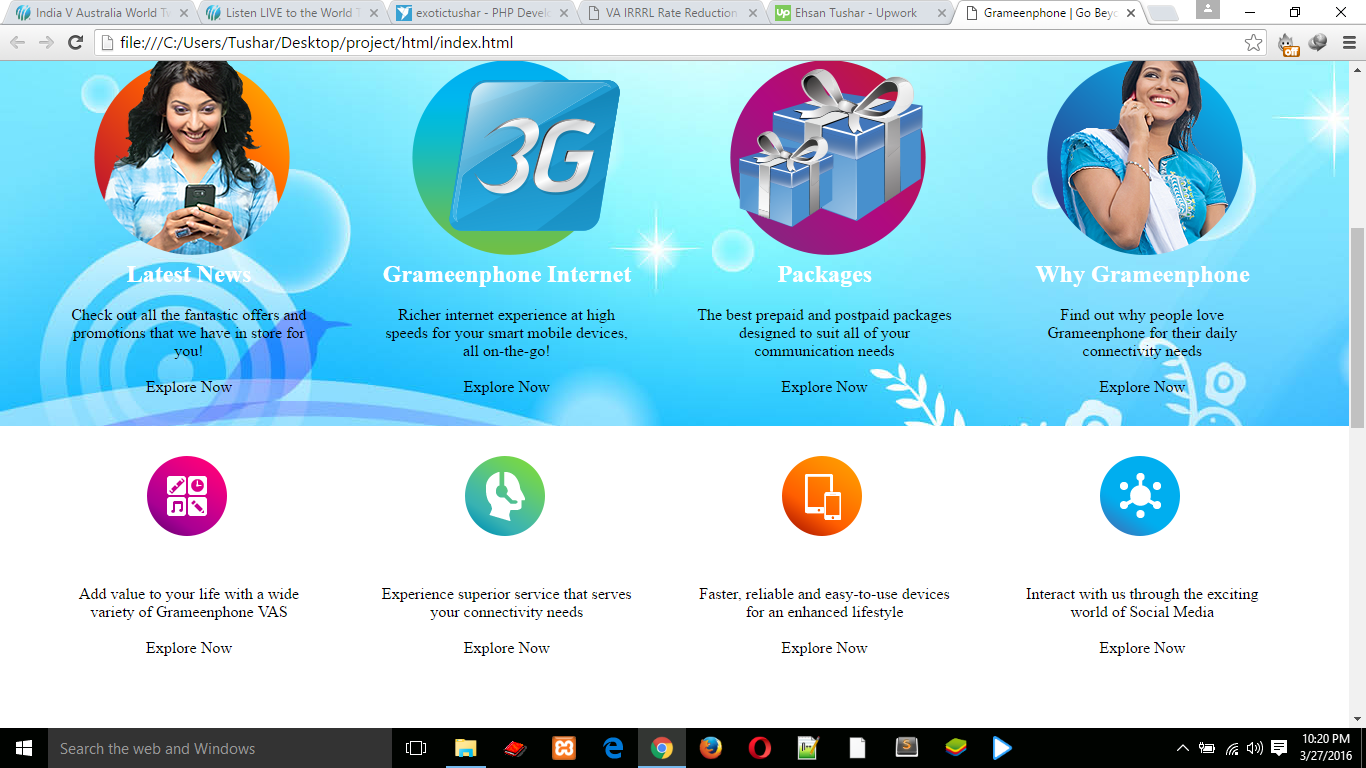 India V Australia World Tw
Listen LIVE to the World T
exotictushar - PHP Develo
VA IRRRL Rate Reduction
Ehsan Tushar - Upwork
Grameenphone | Go Beyo
file:///C:/Users/Tushar/Desktop/project/html/index.html
off
3G
Latest News
Grameenphone Internet
Packages
Why Grameenphone
Check out all the fantastic offers and
promotions that we have in store for
you!
Richer internet experience at high
speeds for your smart mobile devices,
all on-the-go!
The best prepaid and postpaid packages
designed to suit all of your
communication needs
Find out why people love
Grameenphone for their daily
connectivity needs
Explore Now
Explore Now
Explore Now
Explore Now
Add value to your life with a wide
variety of Grameenphone VAS
Experience superior service that serves
your connectivity needs
Faster, reliable and easy-to-use devices
for an enhanced lifestyle
Interact with us through the exciting
world of Social Media
Explore Now
Explore Now
Explore Now
Explore Now
Search the web and Windows
10:20 PM
3/27/2016